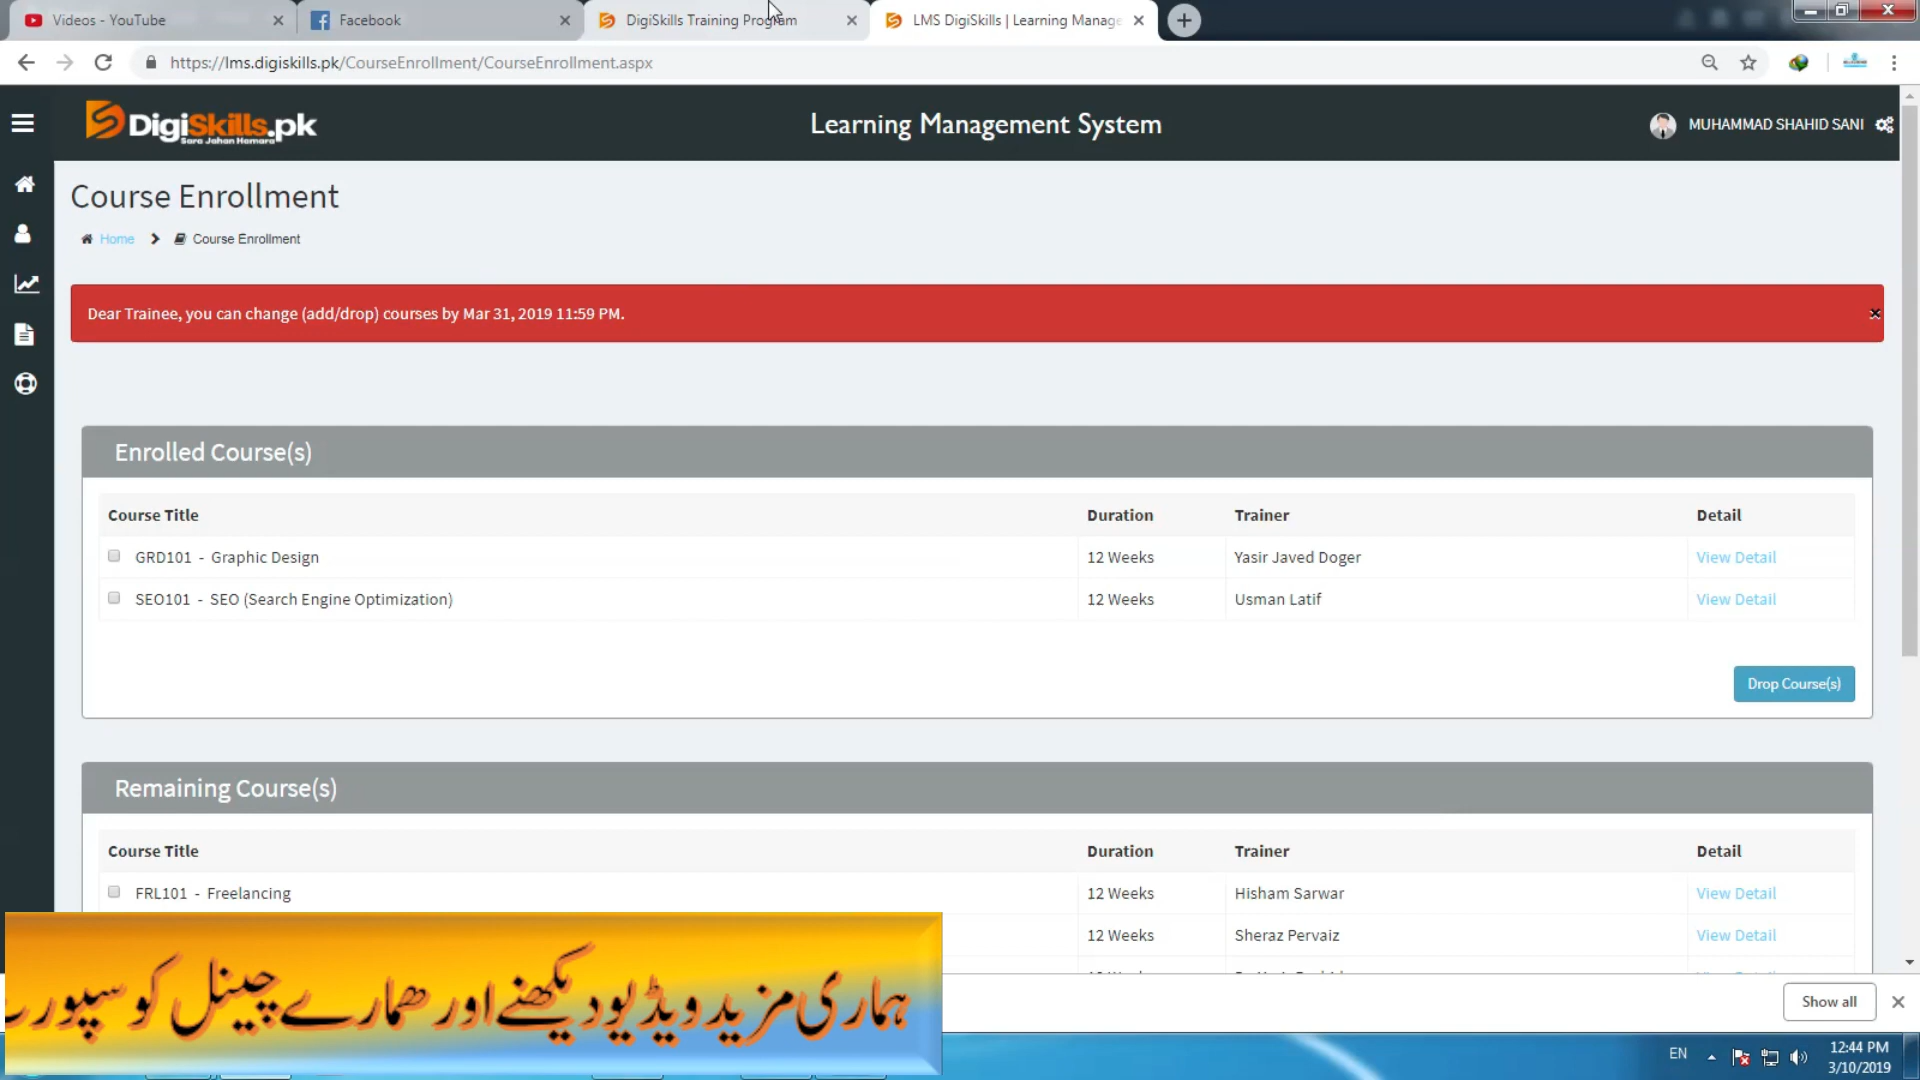 Videos - YouTube
Facebook
DigiSkills Training Program
LMS DigiSkills | Learning Manage
https://lms.digiskills.pk/CourseEnrollment/CourseEnrollment.aspx
DigiSkills.pk
Sara Jahan Hamara
Learning Management System
MUHAMMAD SHAHID SANI
Course Enrollment
Home
Course Enrollment
Dear Trainee, you can change (add/drop) courses by Mar 31, 2019 11:59 PM.
Enrolled Course(s)
Course Title Duration Trainer Detail
GRD101 - Graphic Design 12 Weeks Yasir Javed Doger View Detail
SEO101 - SEO (Search Engine Optimization) 12 Weeks Usman Latif View Detail
Drop Course(s)
Remaining Course(s)
Course Title Duration Trainer Detail
FRL101 - Freelancing 12 Weeks Hisham Sarwar View Detail
12 Weeks Sheraz Pervaiz View Detail
ہماری مزید ویڈیو دیکھنے اور ھمارے چینل کو سپورٹ
Show all
EN
12:44 PM
3/10/2019